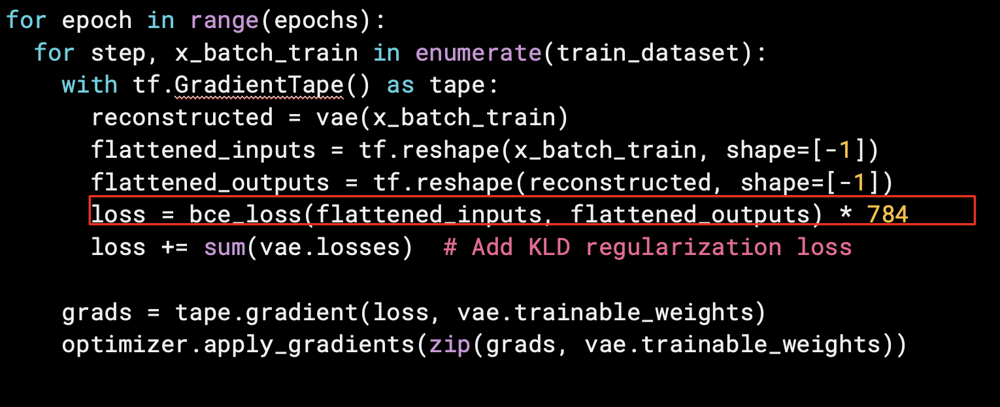 for epoch in range(epochs):
  for step, x_batch_train in enumerate(train_dataset):
    with tf.GradientTape() as tape:
      reconstructed = vae(x_batch_train)
      flattened_inputs = tf.reshape(x_batch_train, shape=[-1])
      flattened_outputs = tf.reshape(reconstructed, shape=[-1])
      loss = bce_loss(flattened_inputs, flattened_outputs) * 784
      loss += sum(vae.losses)  # Add KLD regularization loss

    grads = tape.gradient(loss, vae.trainable_weights)
    optimizer.apply_gradients(zip(grads, vae.trainable_weights))